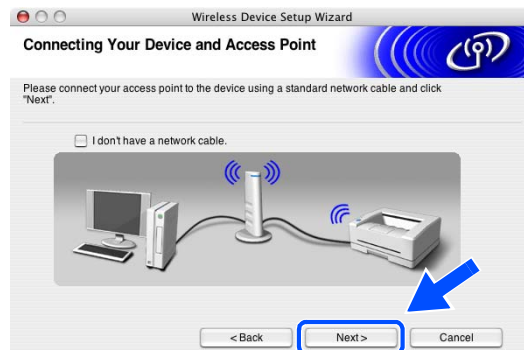 Wireless Device Setup Wizard
Connecting Your Device and Access Point
Please connect your access point to the device using a standard network cable and click
"Next".
I don't have a network cable.
< Back
Next >
Cancel